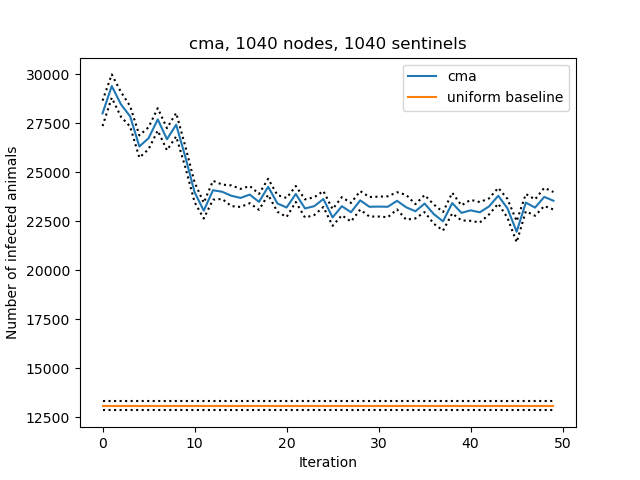 cma, 1040 nodes, 1040 sentinels
cma
uniform baseline
Number of infected animals
30000
27500
25000
22500
20000
17500
15000
12500
0 10 20 30 40 50
Iteration